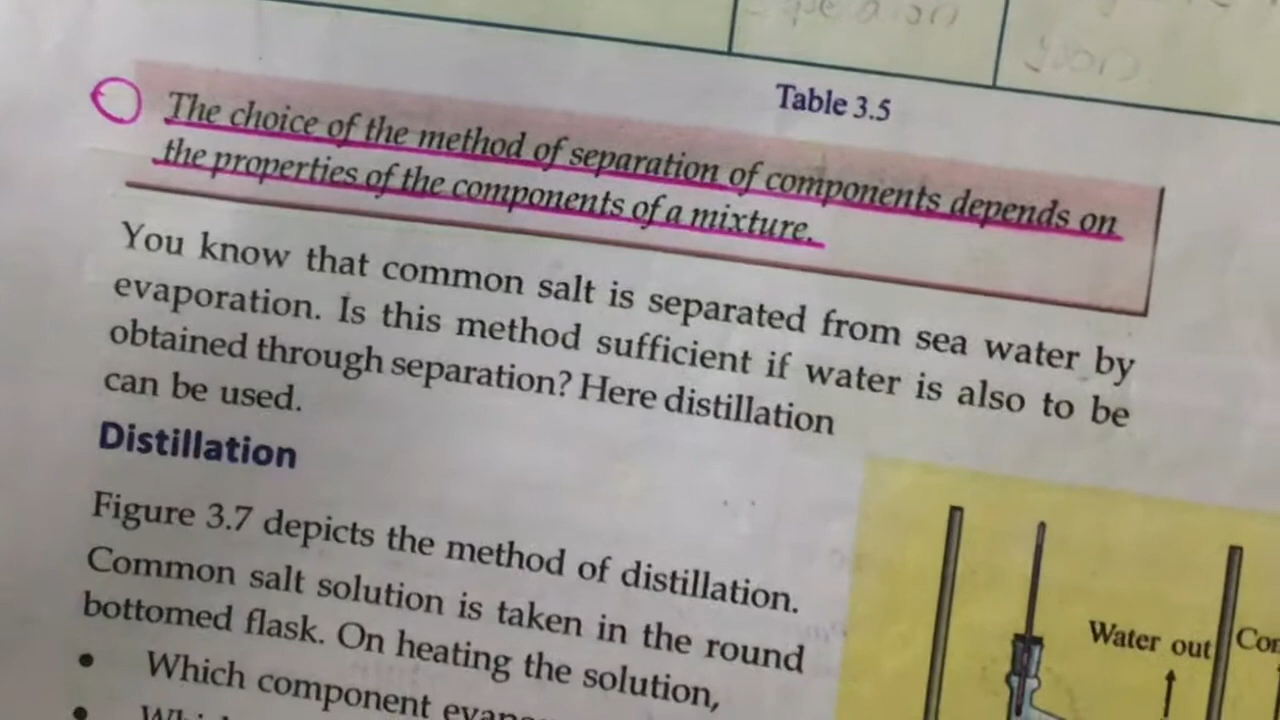 Table 3.5
The choice of the method of separation of components depends on
the properties of the components of a mixture.
You know that common salt is separated from sea water by
evaporation. Is this method sufficient if water is also to be
obtained through separation? Here distillation
can be used.
Distillation
Figure 3.7 depicts the method of distillation.
Common salt solution is taken in the round
bottomed flask. On heating the solution,
• Which component
Water out